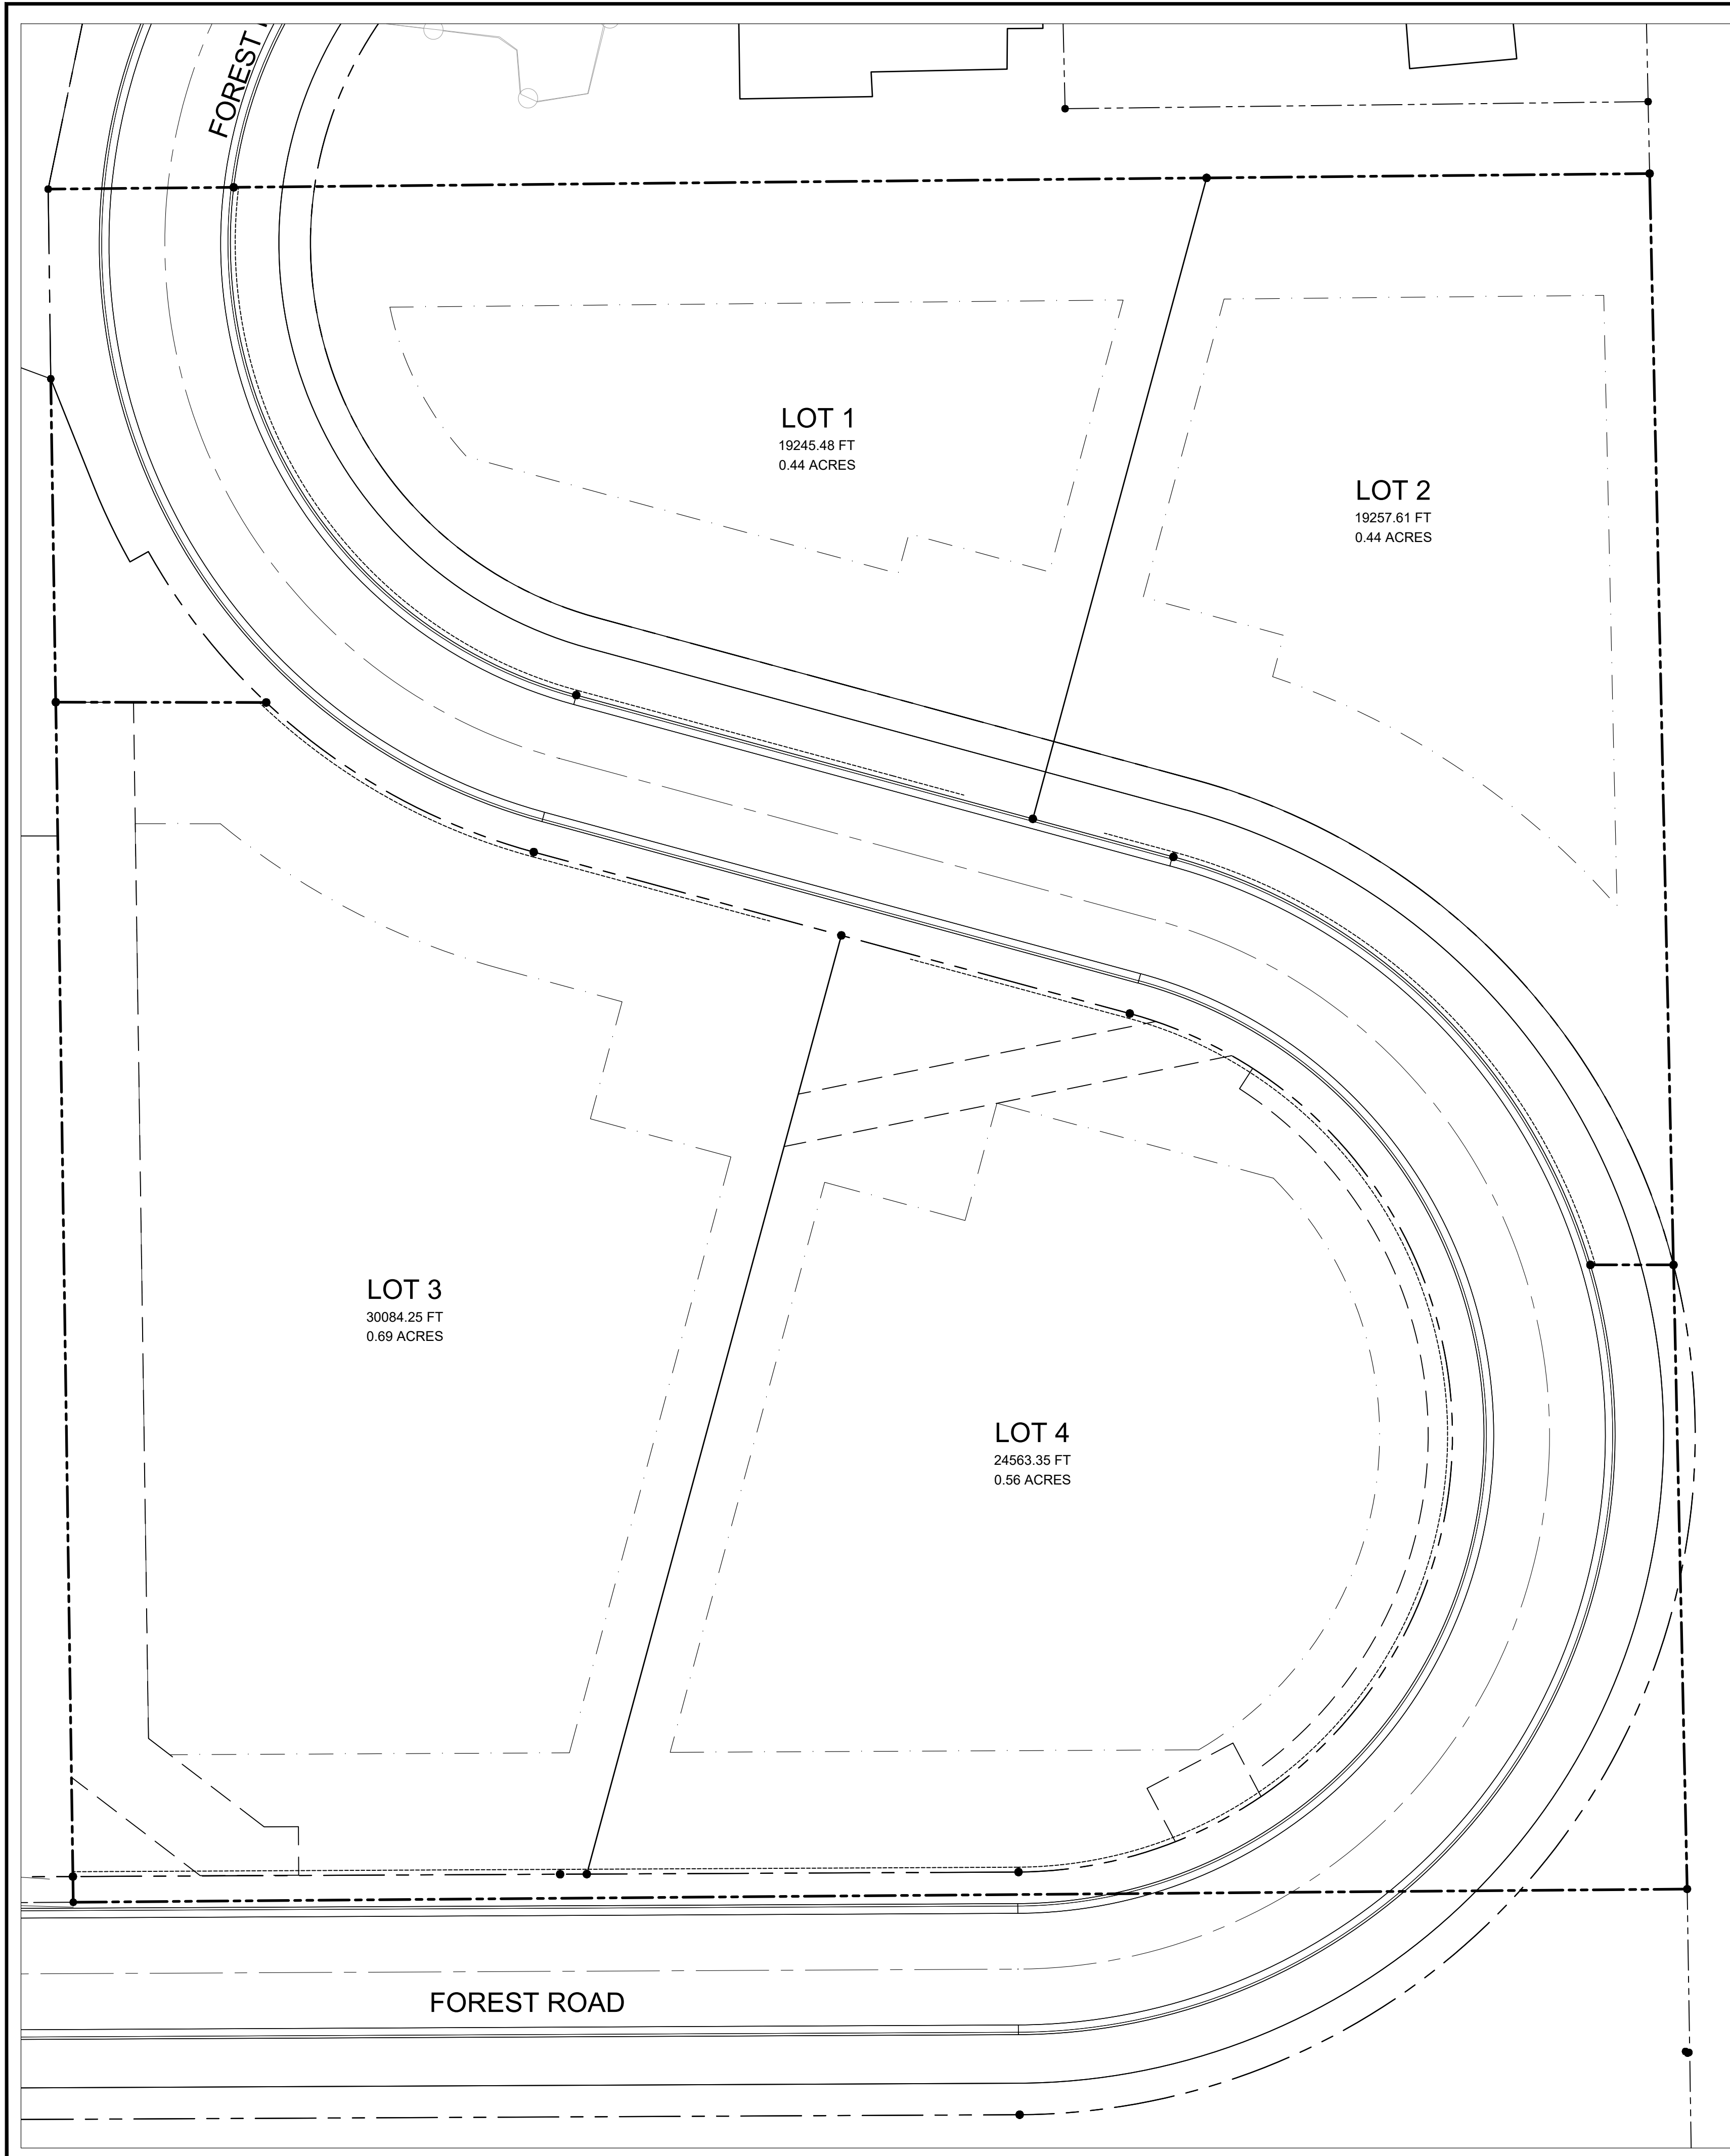 FOREST
LOT 1
19245.48 FT
0.44 ACRES
LOT 2
19257.61 FT
0.44 ACRES
LOT 3
30084.25 FT
0.69 ACRES
LOT 4
24563.35 FT
0.56 ACRES
FOREST ROAD